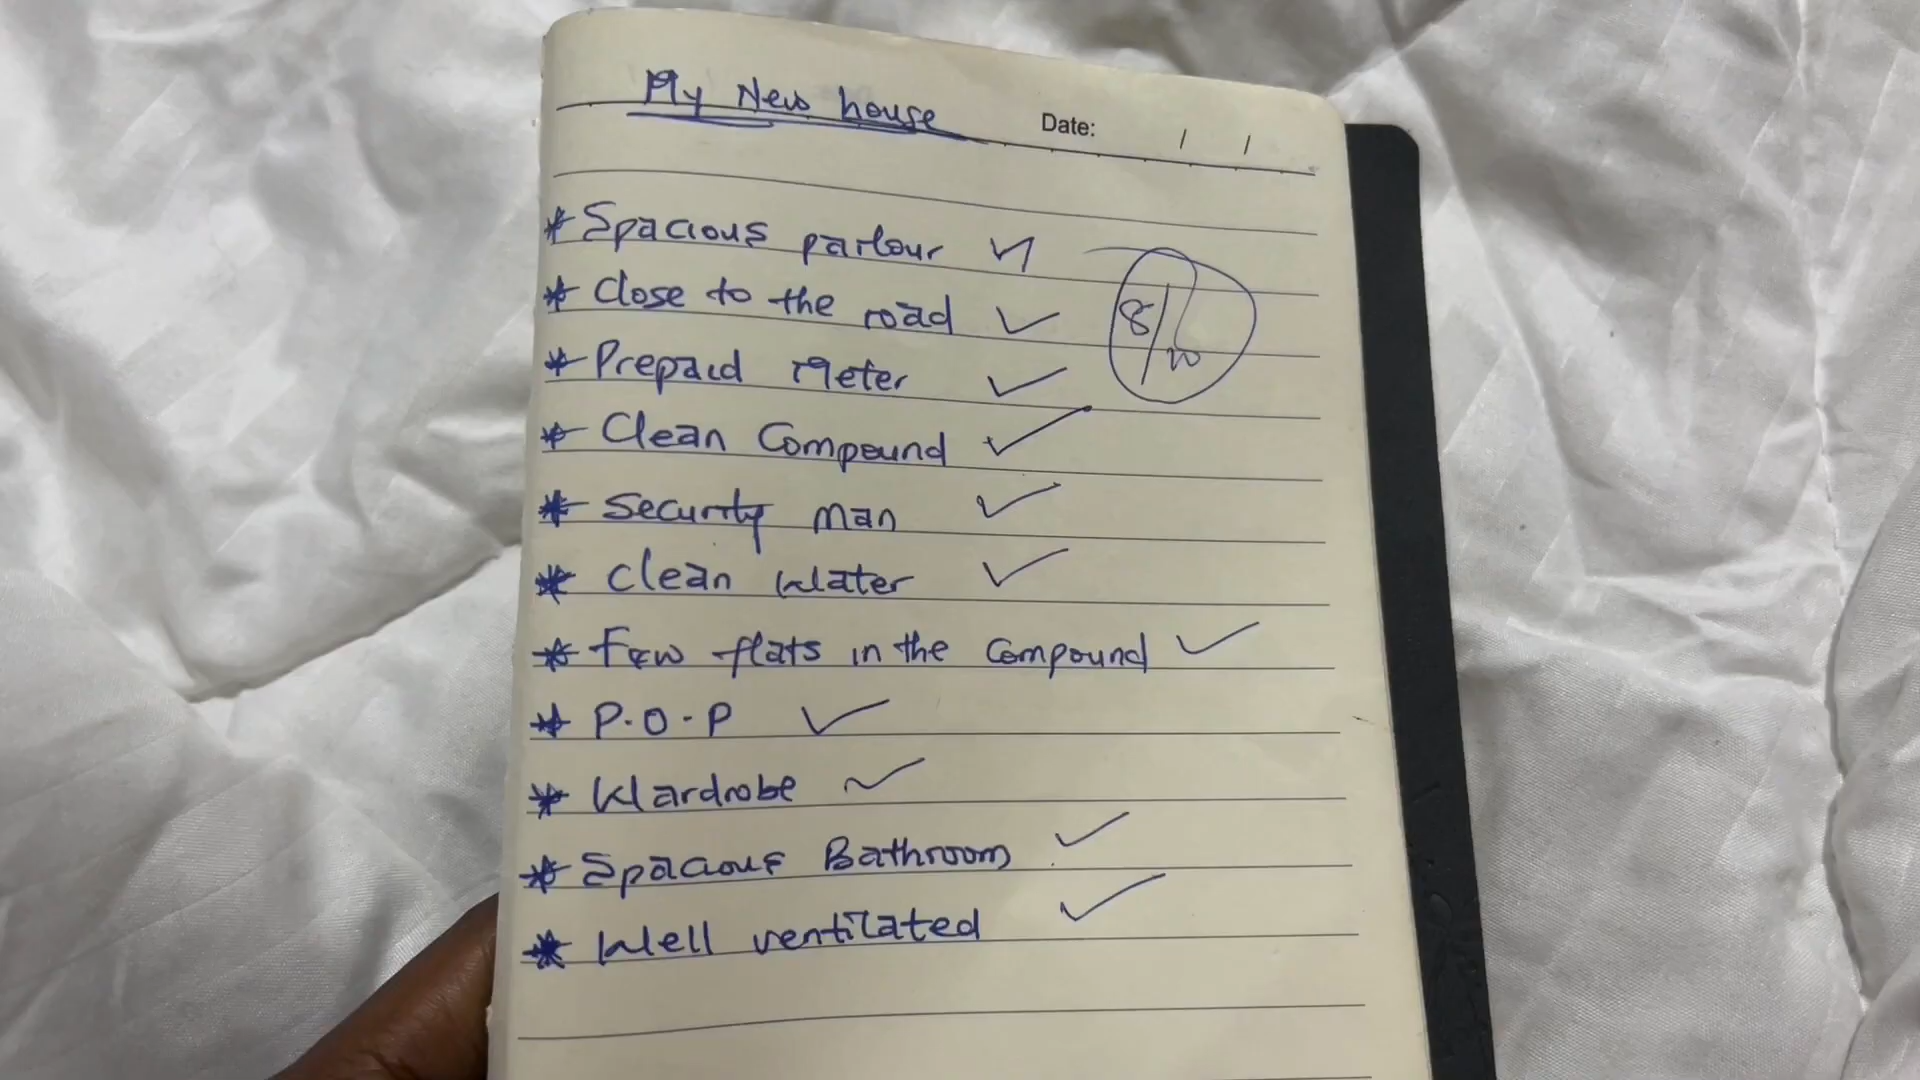 My New house
Date: / /
* Spacious parlour ✓
* Close to the road ✓
* Prepaid Meter ✓
8/10
* Clean Compound ✓
* Security Man ✓
* Clean Water ✓
* Few flats in the Compound ✓
* P.O.P ✓
* Wardrobe ✓
* Spacious Bathroom ✓
* Well ventilated ✓